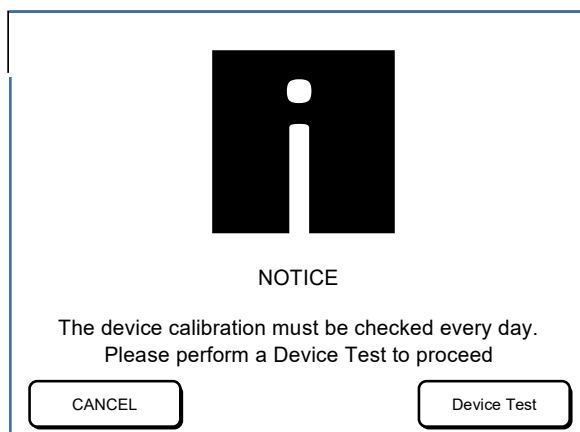 NOTICE
The device calibration must be checked every day.
Please perform a Device Test to proceed
CANCEL
Device Test